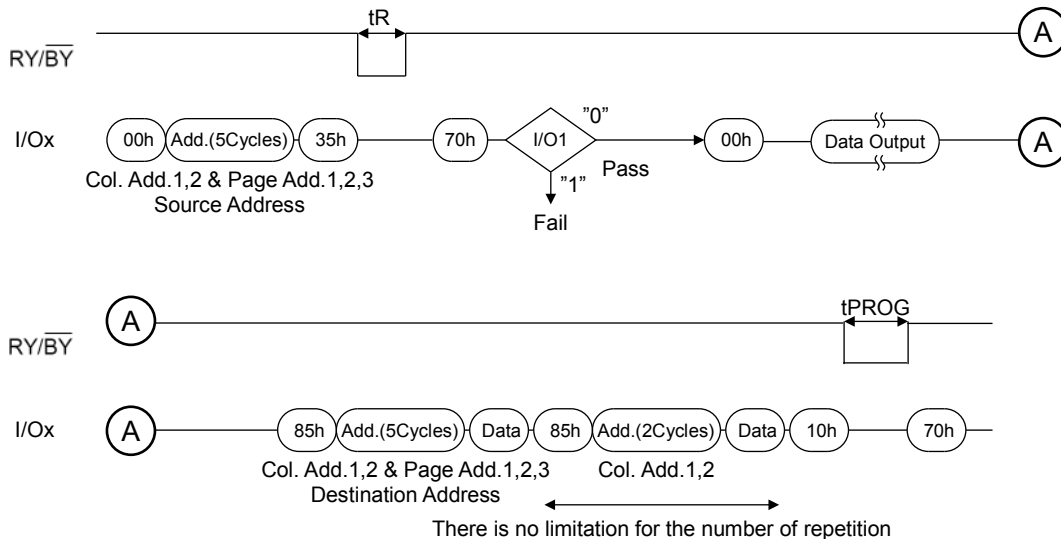 tR
A
RY/BY
I/Ox
00h Add.(5Cycles) 35h 70h I/O1 "0" 00h Data Output A
Pass
Col. Add.1,2 & Page Add.1,2,3
"1"
Source Address
Fail
A
tPROG
RY/BY
I/Ox
A 85h Add.(5Cycles) Data 85h Add.(2Cycles) Data 10h 70h
Col. Add.1,2 & Page Add.1,2,3 Col. Add.1,2
Destination Address
There is no limitation for the number of repetition